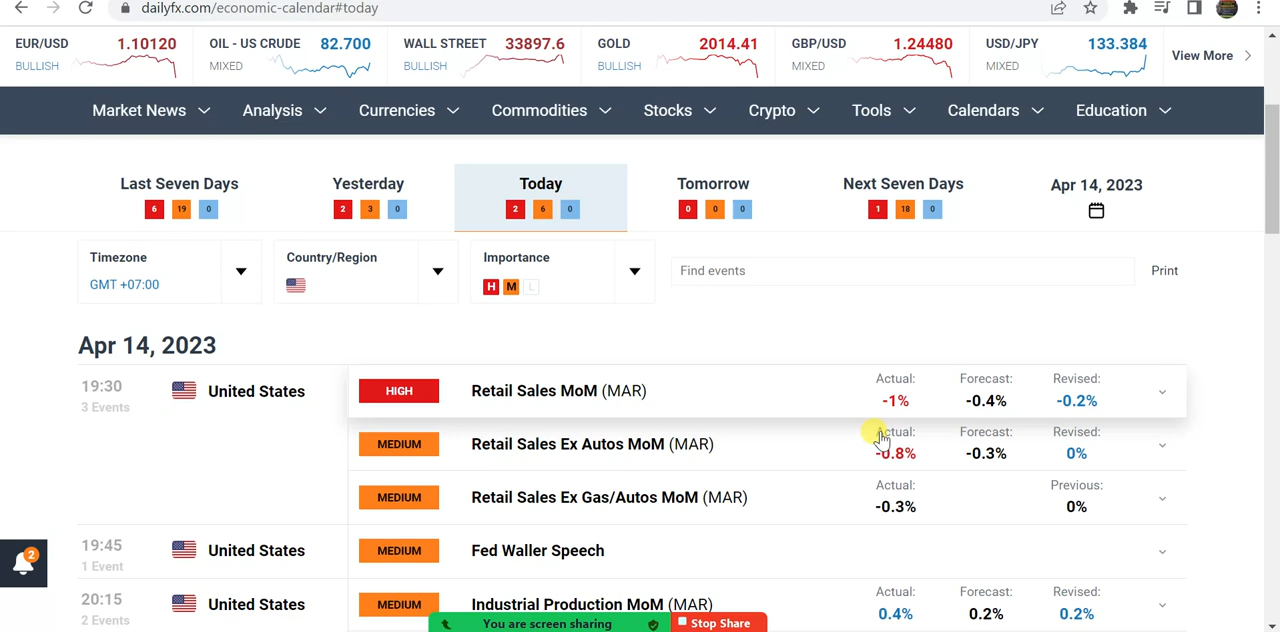 dailyfx.com/economic-calendar#today
EUR/USD 1.10120 OIL - US CRUDE 82.700 WALL STREET 33897.6 GOLD 2014.41 GBP/USD 1.24480 USD/JPY 133.384 View More
BULLISH MIXED BULLISH BULLISH MIXED MIXED
Market News Analysis Currencies Commodities Stocks Crypto Tools Calendars Education
Last Seven Days Yesterday Today Tomorrow Next Seven Days Apr 14, 2023
6 19 0 2 3 0 2 6 0 0 0 0 1 18 0
Timezone Country/Region Importance
GMT +07:00 H M L
Find events Print
Apr 14, 2023
19:30 United States HIGH Retail Sales MoM (MAR) Actual: -1% Forecast: -0.4% Revised: -0.2%
3 Events
MEDIUM Retail Sales Ex Autos MoM (MAR) Actual: -0.8% Forecast: -0.3% Revised: 0%
MEDIUM Retail Sales Ex Gas/Autos MoM (MAR) Actual: -0.3% Previous: 0%
19:45 United States MEDIUM Fed Waller Speech
1 Event
20:15 United States MEDIUM Industrial Production MoM (MAR) Actual: 0.4% Forecast: 0.2% Revised: 0.2%
2 Events
2
You are screen sharing Stop Share